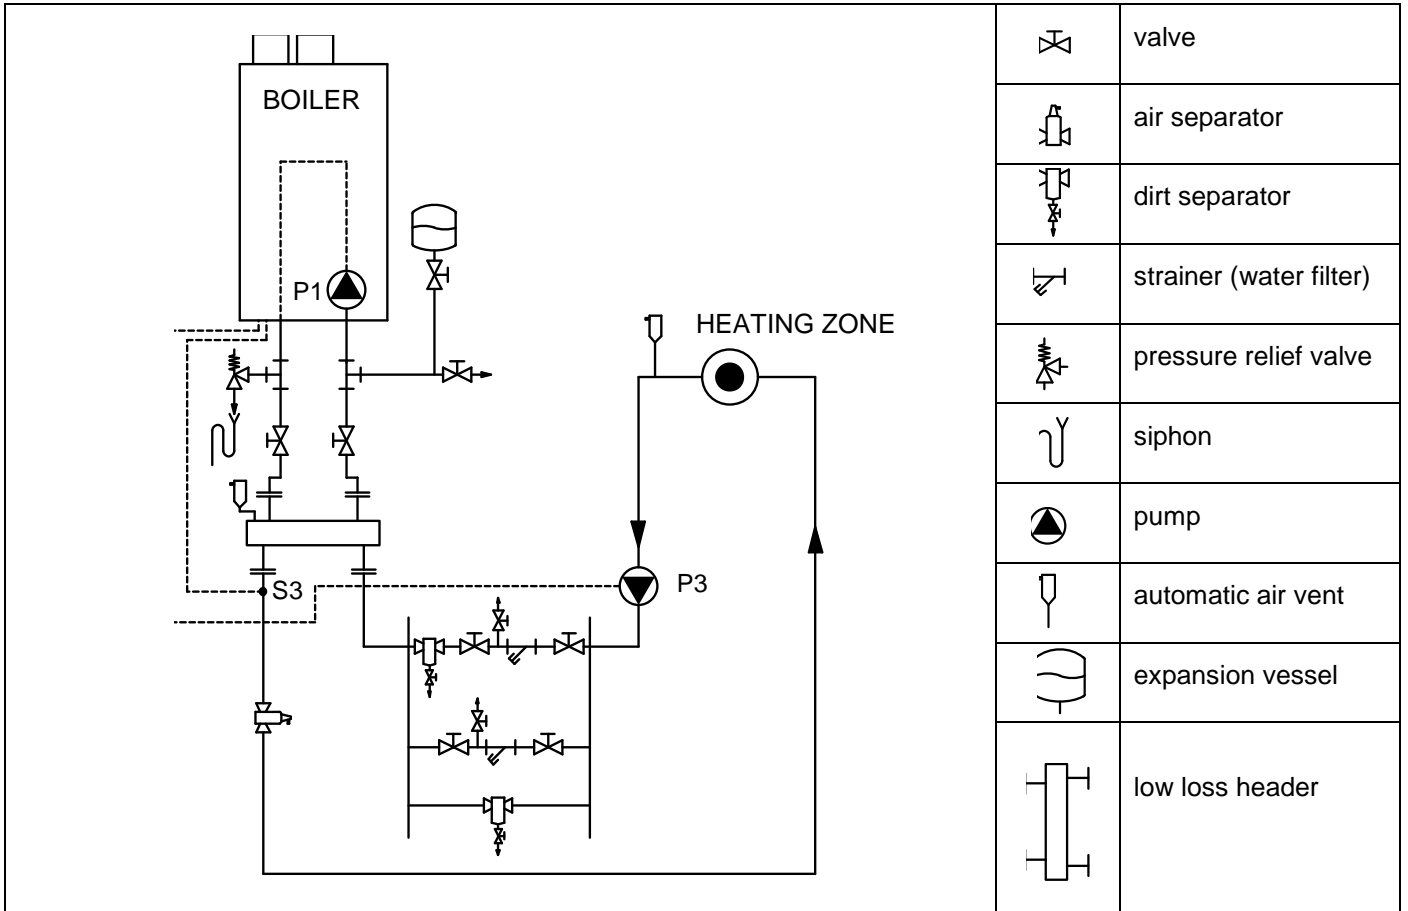 BOILER
P1
HEATING ZONE
S3
P3
valve
air separator
dirt separator
strainer (water filter)
pressure relief valve
siphon
pump
automatic air vent
expansion vessel
low loss header